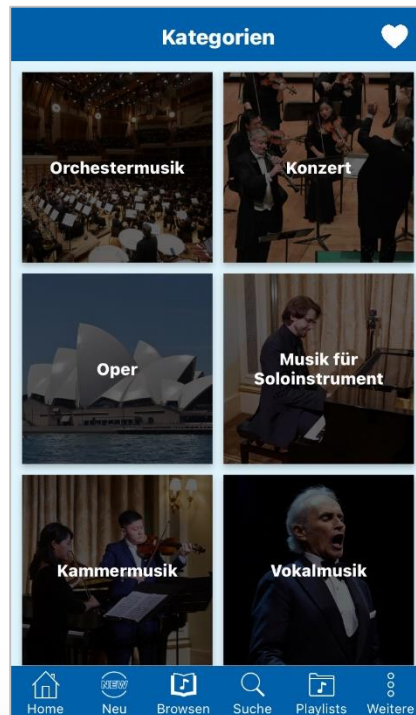 Kategorien
Orchestermusik
Konzert
Oper
Musik für
Soloinstrument
Kammermusik
Vokalmusik
NEW
Home
Neu
Browsen
Suche
Playlists
Weitere